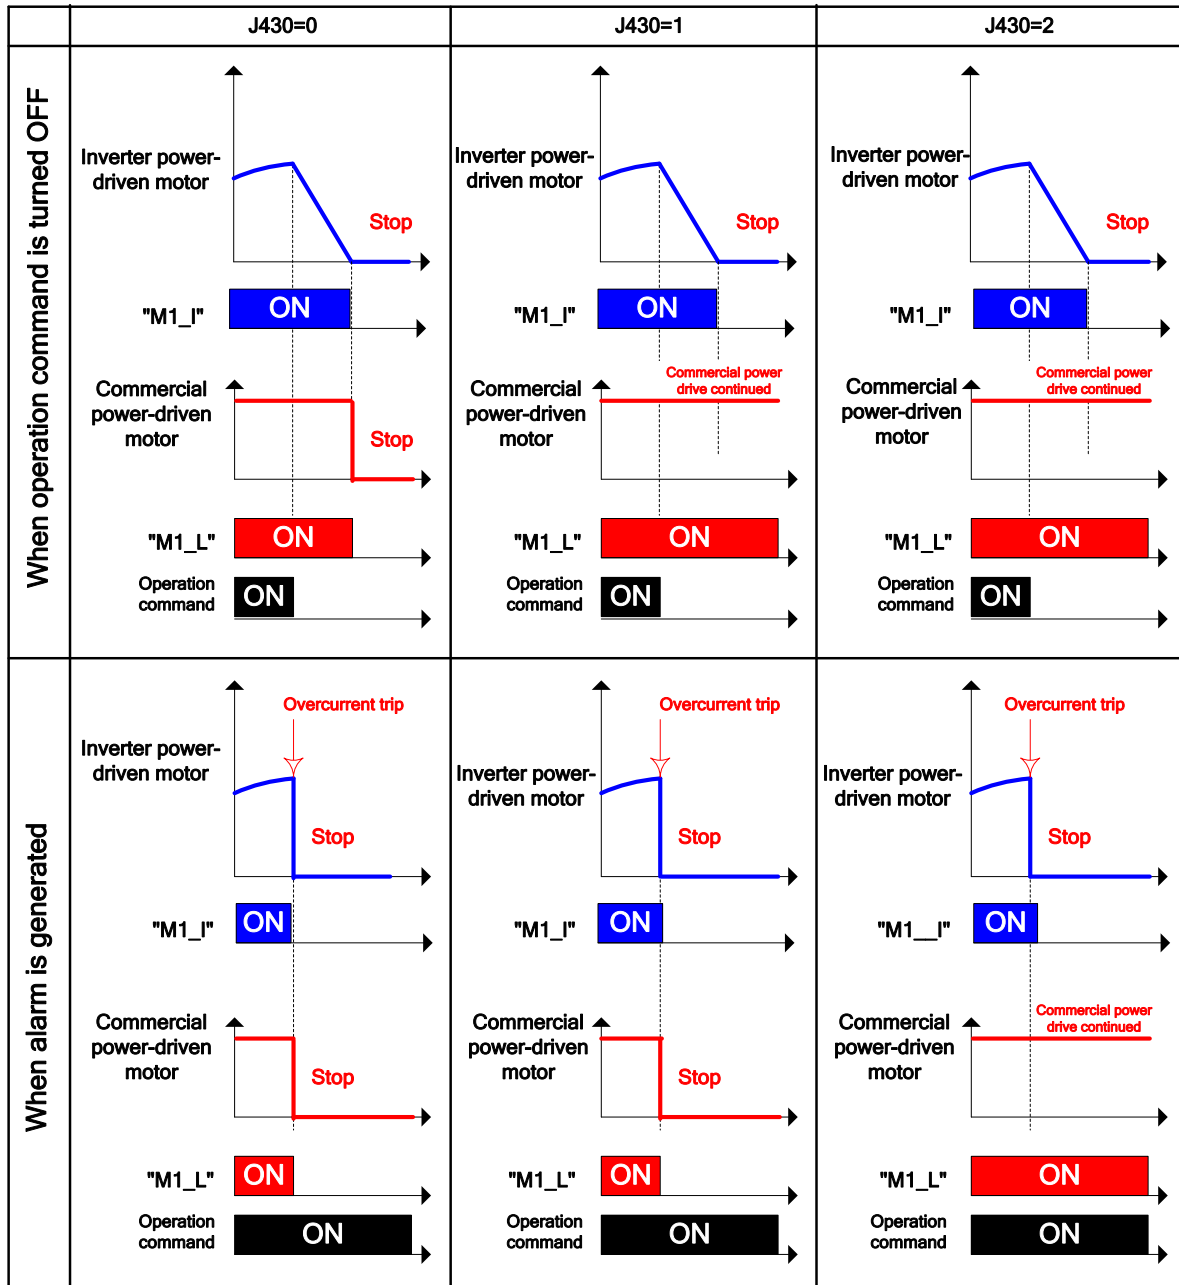 J430=0
J430=1
J430=2
When operation command is turned OFF
Inverter power-
driven motor
Stop
"M1_I"
ON
Commercial
power-driven
motor
Stop
"M1_L"
ON
Operation
command
ON
Inverter power-
driven motor
Stop
"M1_I"
ON
Commercial
power-driven
motor
Commercial power
drive continued
"M1_L"
ON
Operation
command
ON
Inverter power-
driven motor
Stop
"M1_I"
ON
Commercial
power-driven
motor
Commercial power
drive continued
"M1_L"
ON
Operation
command
ON
When alarm is generated
Overcurrent trip
Inverter power-
driven motor
Stop
"M1_I"
ON
Commercial
power-driven
motor
Stop
"M1_L"
ON
Operation
command
ON
Overcurrent trip
Inverter power-
driven motor
Stop
"M1_I"
ON
Commercial
power-driven
motor
Stop
"M1_L"
ON
Operation
command
ON
Overcurrent trip
Inverter power-
driven motor
Stop
"M1__I"
ON
Commercial
power-driven
motor
Commercial power
drive continued
"M1_L"
ON
Operation
command
ON